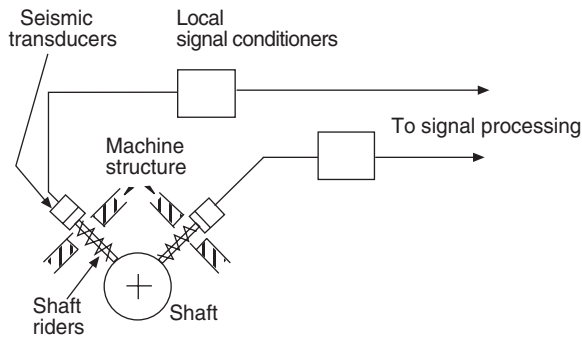 Seismic
transducers
Local
signal conditioners
To signal processing
Machine
structure
Shaft
riders
Shaft